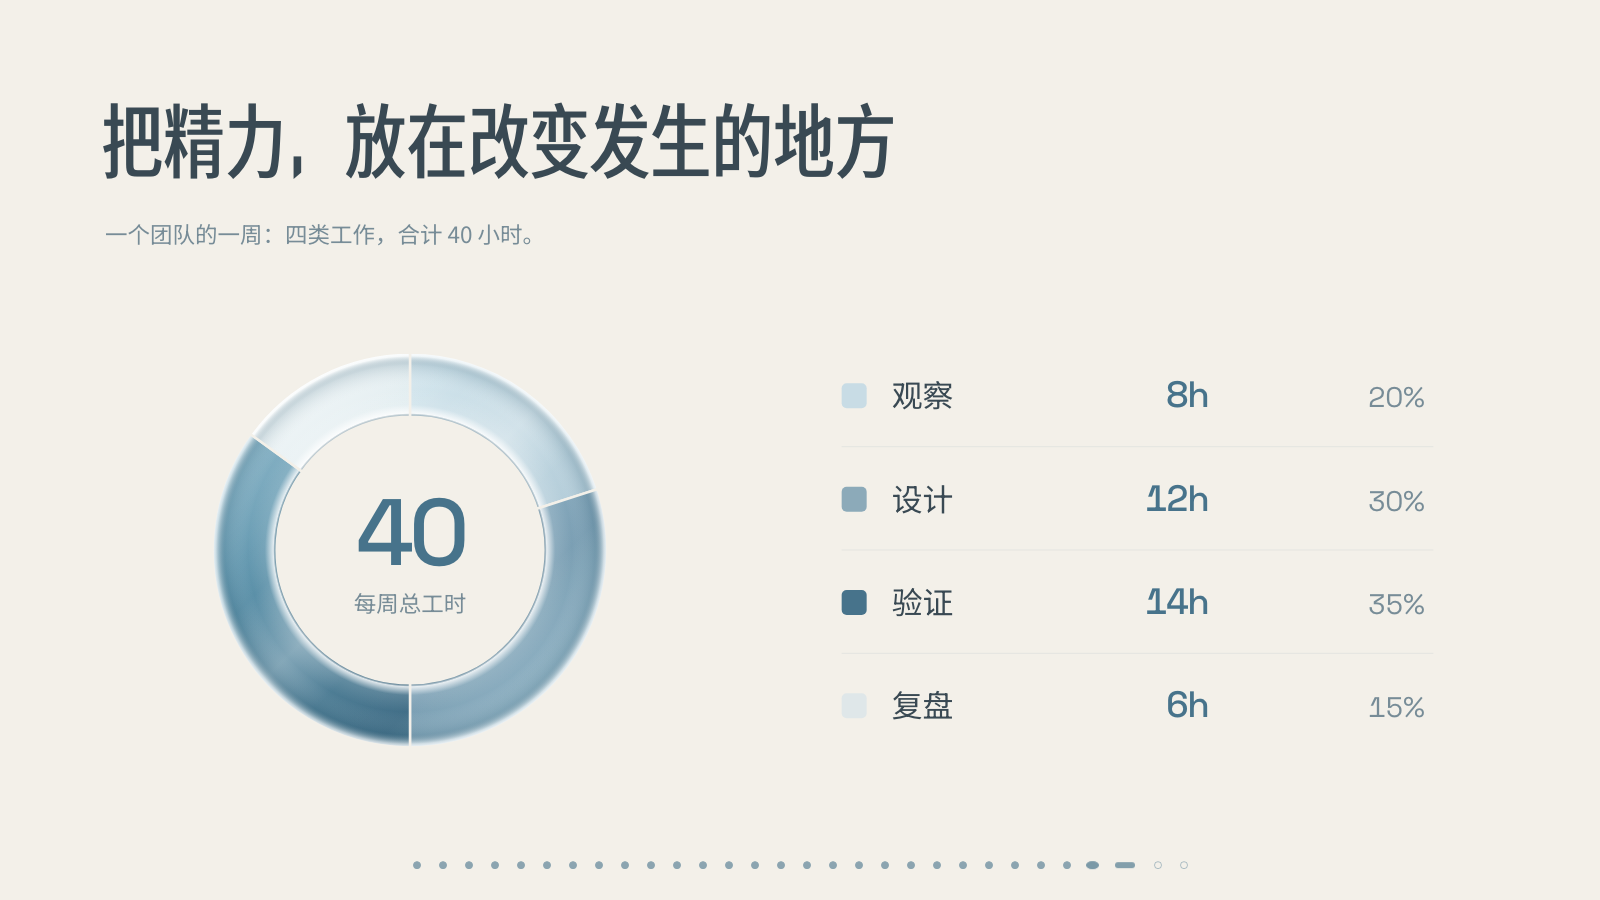 把精力，放在改变发生的地方
一个团队的一周：四类工作，合计 40 小时。
40
每周总工时
观察 8h 20%
设计 12h 30%
验证 14h 35%
复盘 6h 15%